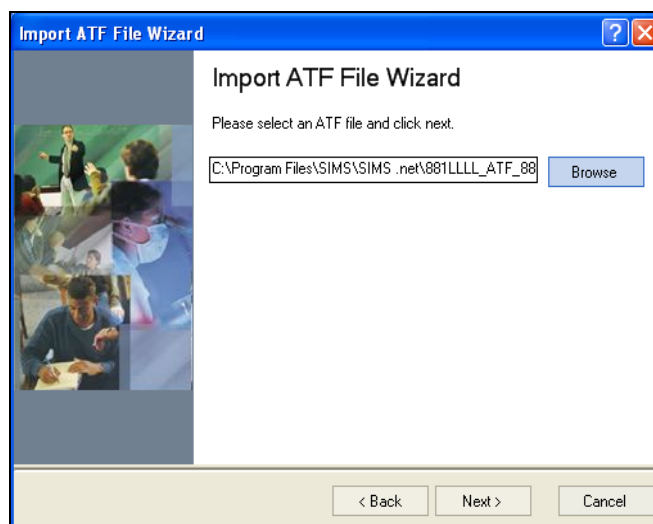 Import ATF File Wizard
Import ATF File Wizard
Please select an ATF file and click next.
C:\Program Files\SIMS\SIMS .net\881LLLL_ATF_88
Browse
< Back
Next >
Cancel